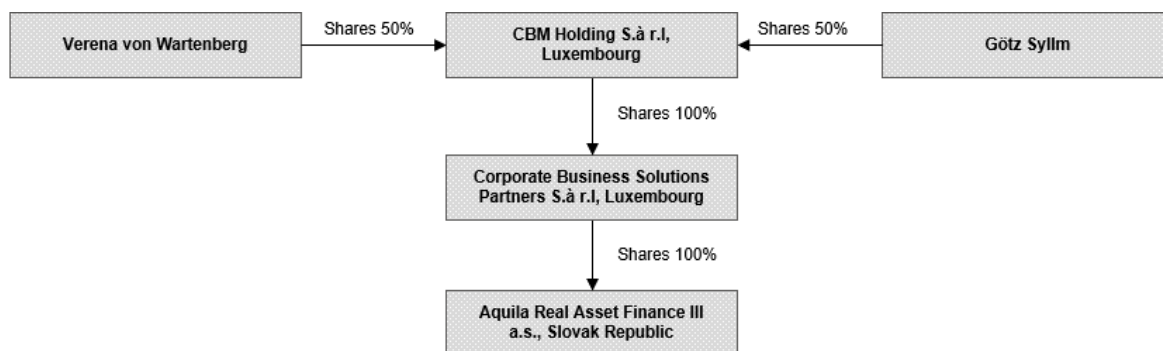 Verena von Wartenberg
Shares 50%
CBM Holding S.à r.l,
Luxembourg
Shares 50%
Götz Syllm
Shares 100%
Corporate Business Solutions
Partners S.à r.l, Luxembourg
Shares 100%
Aquila Real Asset Finance III
a.s., Slovak Republic